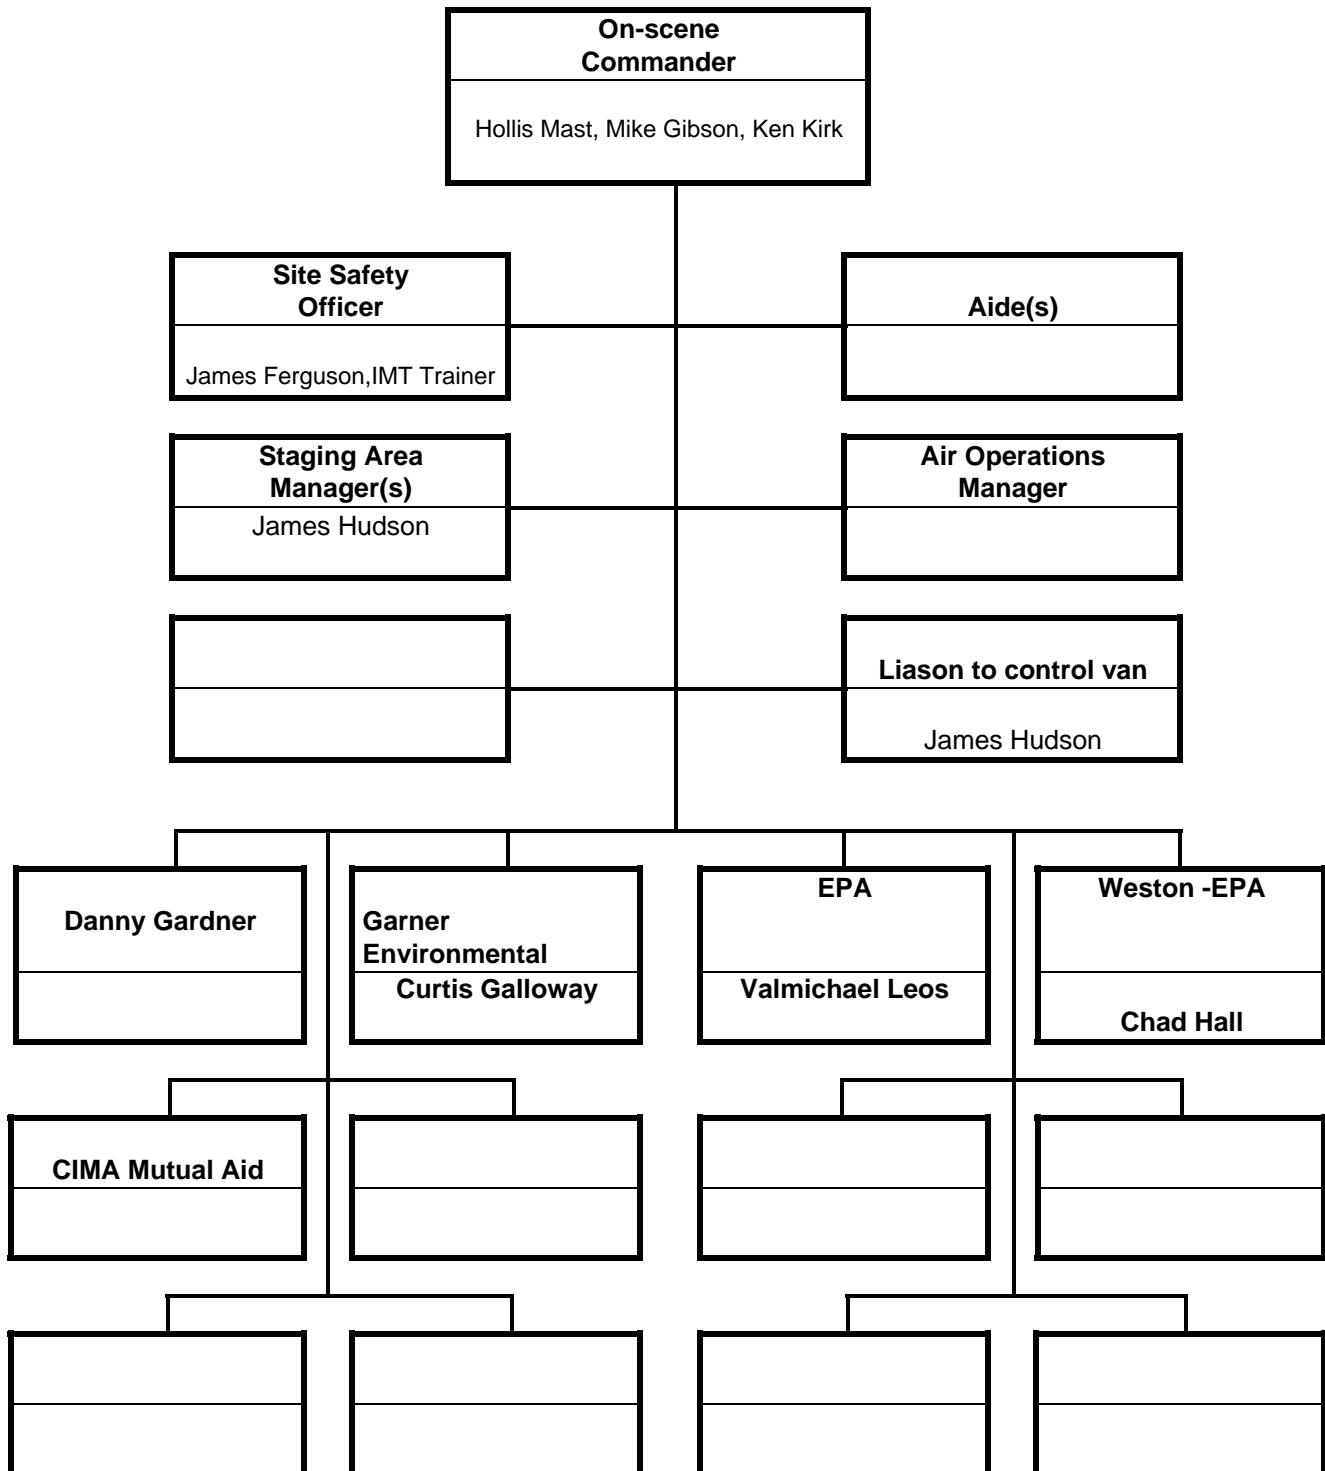 On-scene
Commander
Hollis Mast, Mike Gibson, Ken Kirk
Site Safety
Officer
James Ferguson,IMT Trainer
Aide(s)
Staging Area
Manager(s)
James Hudson
Air Operations
Manager
Liason to control van
James Hudson
Danny Gardner
Garner
Environmental
Curtis Galloway
EPA
Valmichael Leos
Weston -EPA
Chad Hall
CIMA Mutual Aid